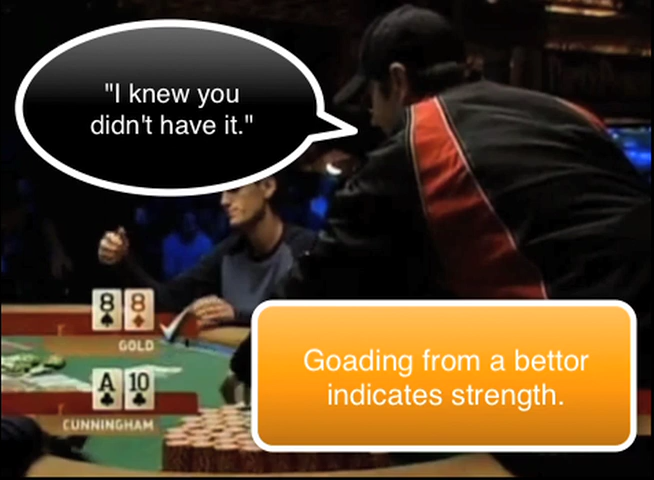 "I knew you
didn't have it."
8 8
GOLD
A 10
CUNNINGHAM
Goading from a bettor
indicates strength.